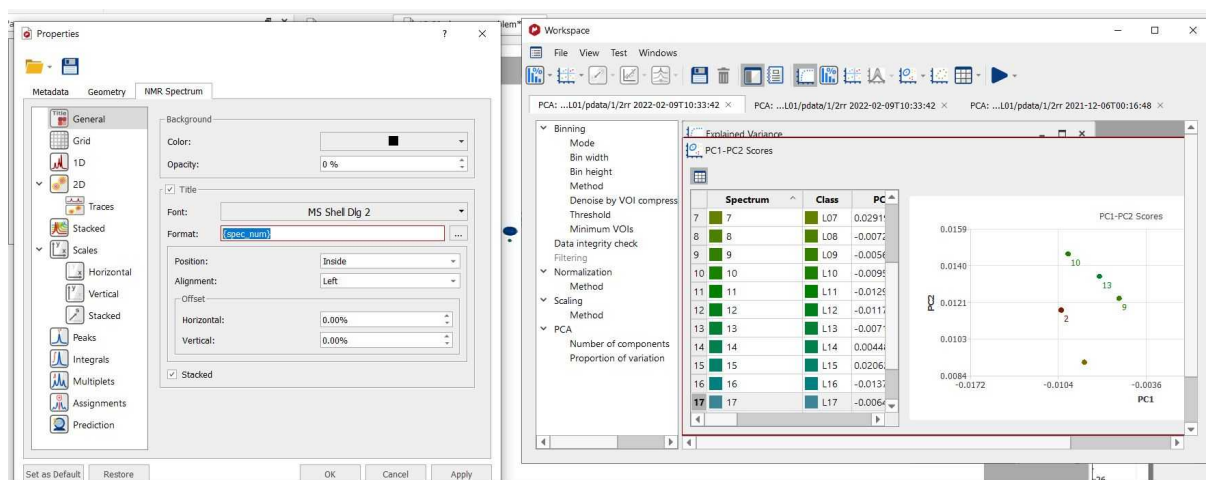 lem*
Properties
?
Metadata
Geometry
NMR Spectrum
Title
General
Grid
1D
2D
Traces
Stacked
Scales
Horizontal
Vertical
Stacked
Peaks
Integrals
Multiplets
Assignments
Prediction
Background
Color:
Opacity:
0 %
Title
Font:
MS Shell Dlg 2
Format:
{spec_num}
...
Position:
Inside
Alignment:
Left
Offset
Horizontal:
0.00%
Vertical:
0.00%
Stacked
Set as Default
Restore
OK
Cancel
Apply
Workspace
File View Test Windows
PCA: ...L01/pdata/1/2rr 2022-02-09T10:33:42
PCA: ...L01/pdata/1/2rr 2022-02-09T10:33:42
PCA: ...L01/pdata/1/2rr 2021-12-06T00:16:48
Binning
Mode
Bin width
Bin height
Method
Denoise by VOI compress
Threshold
Minimum VOIs
Data integrity check
Filtering
Normalization
Method
Scaling
Method
PCA
Number of components
Proportion of variation
Explained Variance
PC1-PC2 Scores
Spectrum Class PC
7 7 L07 0.0291
8 8 L08 -0.0072
9 9 L09 -0.0056
10 10 L10 -0.0095
11 11 L11 -0.0129
12 12 L12 -0.0117
13 13 L13 -0.0071
14 14 L14 0.0044
15 15 L15 0.0206
16 16 L16 -0.0137
17 17 L17 -0.0064
PC1-PC2 Scores
0.0159
0.0140
0.0121
0.0103
0.0084
PC2
10
13
9
2
-0.0172
-0.0104
-0.0036
PC1